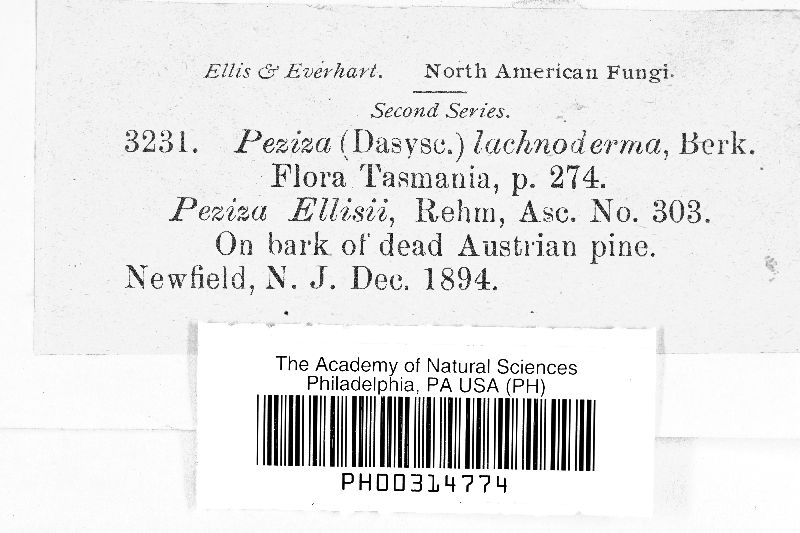 Ellis & Everhart. North American Fungi.
Second Series.
3231. Peziza (Dasysc.) lachnoderma, Berk.
Flora Tasmania, p. 274.
Peziza Ellisii, Rehm, Asc. No. 303.
On bark of dead Austrian pine.
Newfield, N. J. Dec. 1894.
The Academy of Natural Sciences
Philadelphia, PA USA (PH)
PH00314774